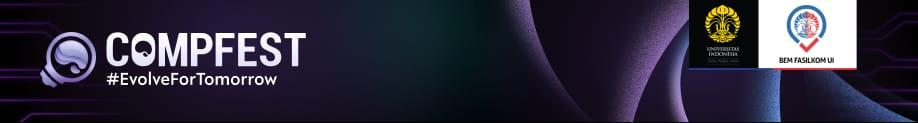 COMPFEST
#EvolveForTomorrow
UNIVERSITAS
INDONESIA
BEM FASILKOM UI